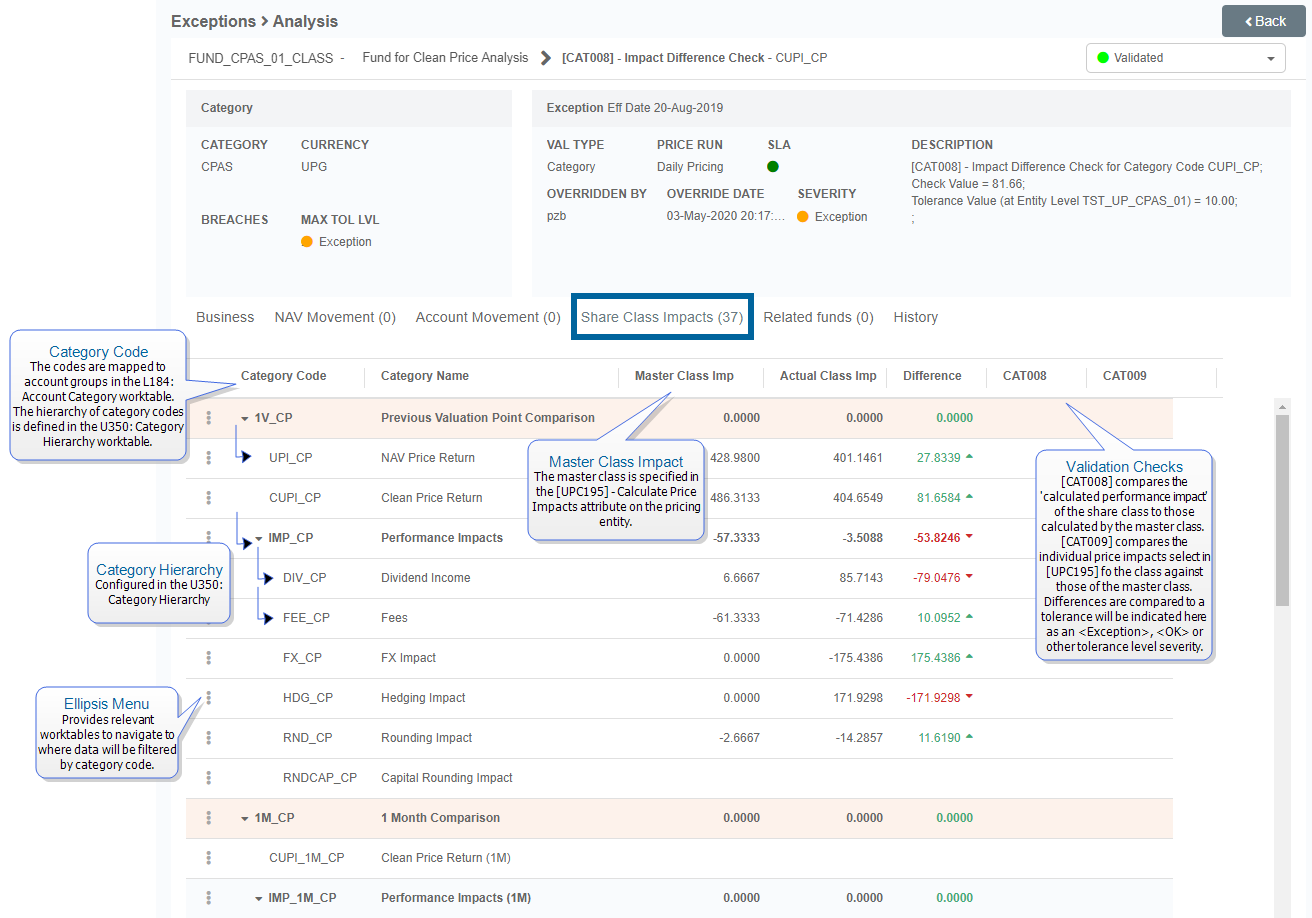 Exceptions > Analysis
Back
FUND_CPAS_01_CLASS - Fund for Clean Price Analysis > [CAT008] - Impact Difference Check - CUPI_CP
Validated
Category
CATEGORY CURRENCY
CPAS UPG
BREACHES MAX TOL LVL
Exception
Exception Eff Date 20-Aug-2019
VAL TYPE PRICE RUN SLA
Category Daily Pricing
OVERRIDDEN BY OVERRIDE DATE SEVERITY
pzb 03-May-2020 20:17:... Exception
DESCRIPTION
[CAT008] - Impact Difference Check for Category Code CUPI_CP;
Check Value = 81.66;
Tolerance Value (at Entity Level TST_UP_CPAS_01) = 10.00;
;
Business NAV Movement (0) Account Movement (0) Share Class Impacts (37) Related funds (0) History
Category Code
The codes are mapped to
account groups in the L184:
Account Category worktable.
The hierarchy of category codes
is defined in the U350: Category
Hierarchy worktable.
Category Code Category Name Master Class Imp Actual Class Imp Difference CAT008 CAT009
1V_CP Previous Valuation Point Comparison 0.0000 0.0000 0.0000
UPI_CP NAV Price Return 428.9800 401.1461 27.8339
CUPI_CP Clean Price Return 486.3133 404.6549 81.6584
IMP_CP Performance Impacts -57.3333 -3.5088 -53.8246
DIV_CP Dividend Income 6.6667 85.7143 -79.0476
FEE_CP Fees -61.3333 -71.4286 10.0952
FX_CP FX Impact 0.0000 -175.4386 175.4386
HDG_CP Hedging Impact 0.0000 171.9298 -171.9298
RND_CP Rounding Impact -2.6667 -14.2857 11.6190
RNDCAP_CP Capital Rounding Impact
1M_CP 1 Month Comparison 0.0000 0.0000 0.0000
CUPI_1M_CP Clean Price Return (1M)
IMP_1M_CP Performance Impacts (1M) 0.0000 0.0000 0.0000
Master Class Impact
The master class is specified in
the [UPC195] - Calculate Price
Impacts attribute on the pricing
entity.
Validation Checks
[CAT008] compares the
'calculated performance impact'
of the share class to those
calculated by the master class.
[CAT009] compares the
individual price impacts select in
[UPC195] fo the class against
those of the master class.
Differences are compared to a
tolerance will be indicated here
as an <Exception>, <OK> or
other tolerance level severity.
Category Hierarchy
Configured in the U350:
Category Hierarchy
Ellipsis Menu
Provides relevant
worktables to navigate to
where data will be filtered
by category code.